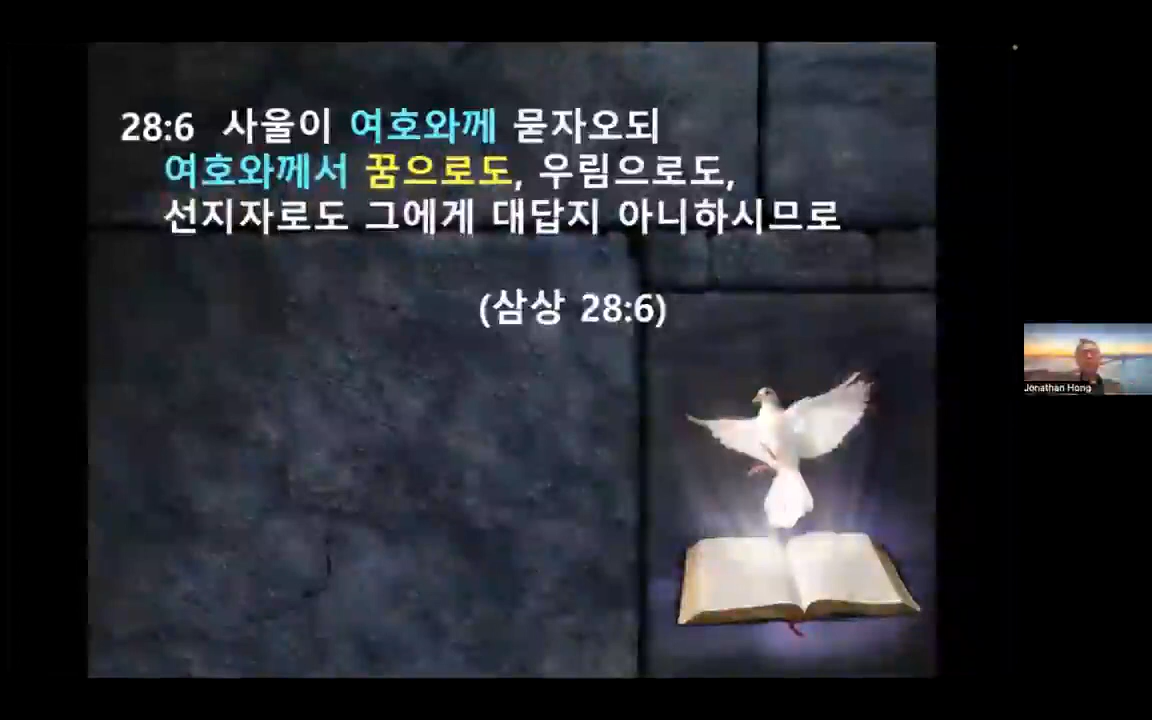 28:6 사울이 여호와께 묻자오되
여호와께서 꿈으로도, 우림으로도,
선지자로도 그에게 대답지 아니하시므로
(삼상 28:6)
Jonathan Hong